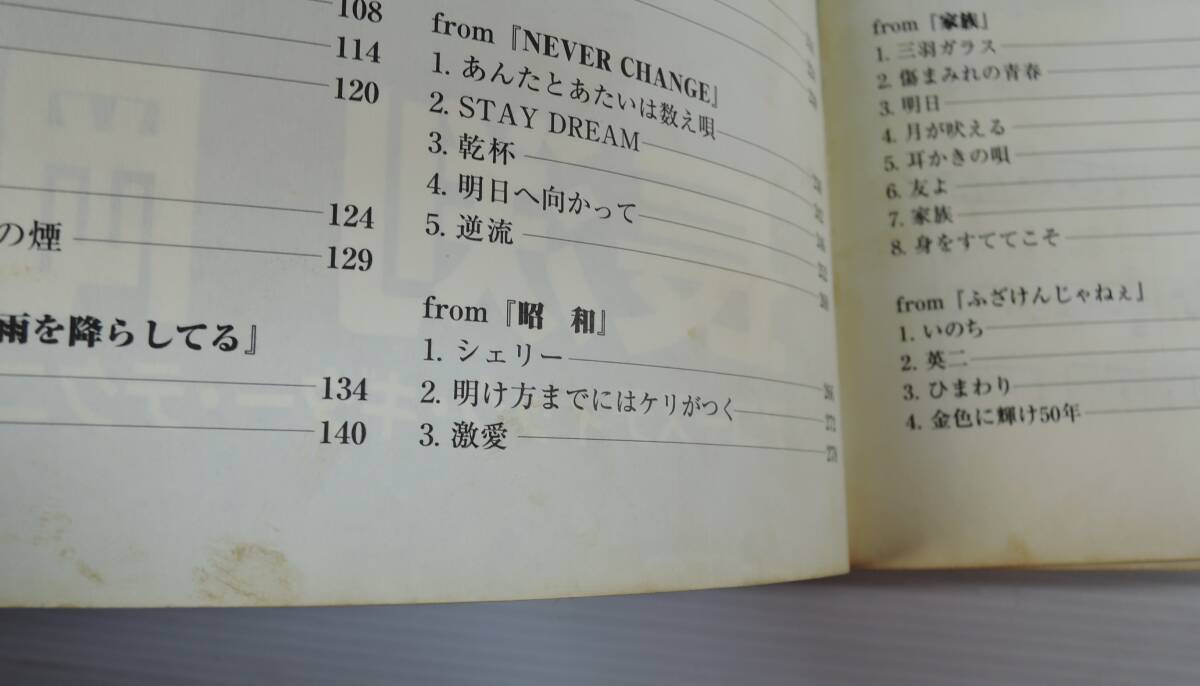 108
114
120
124
の煙 129
雨を降らしてる』
134
140
from『NEVER CHANGE』
1. あんたとあたいは数え唄
2. STAY DREAM
3. 乾杯
4. 明日へ向かって
5. 逆流
from『昭 和』
1. シェリー
2. 明け方までにはケリがつく 272
3. 激愛 278
from『家族』
1. 三羽ガラス
2. 傷まみれの青春
3. 明日
4. 月が吠える
5. 耳かきの唄
6. 友よ
7. 家族
8. 身をすててこそ
from『ふざけんじゃねぇ』
1. いのち
2. 英二
3. ひまわり
4. 金色に輝け50年